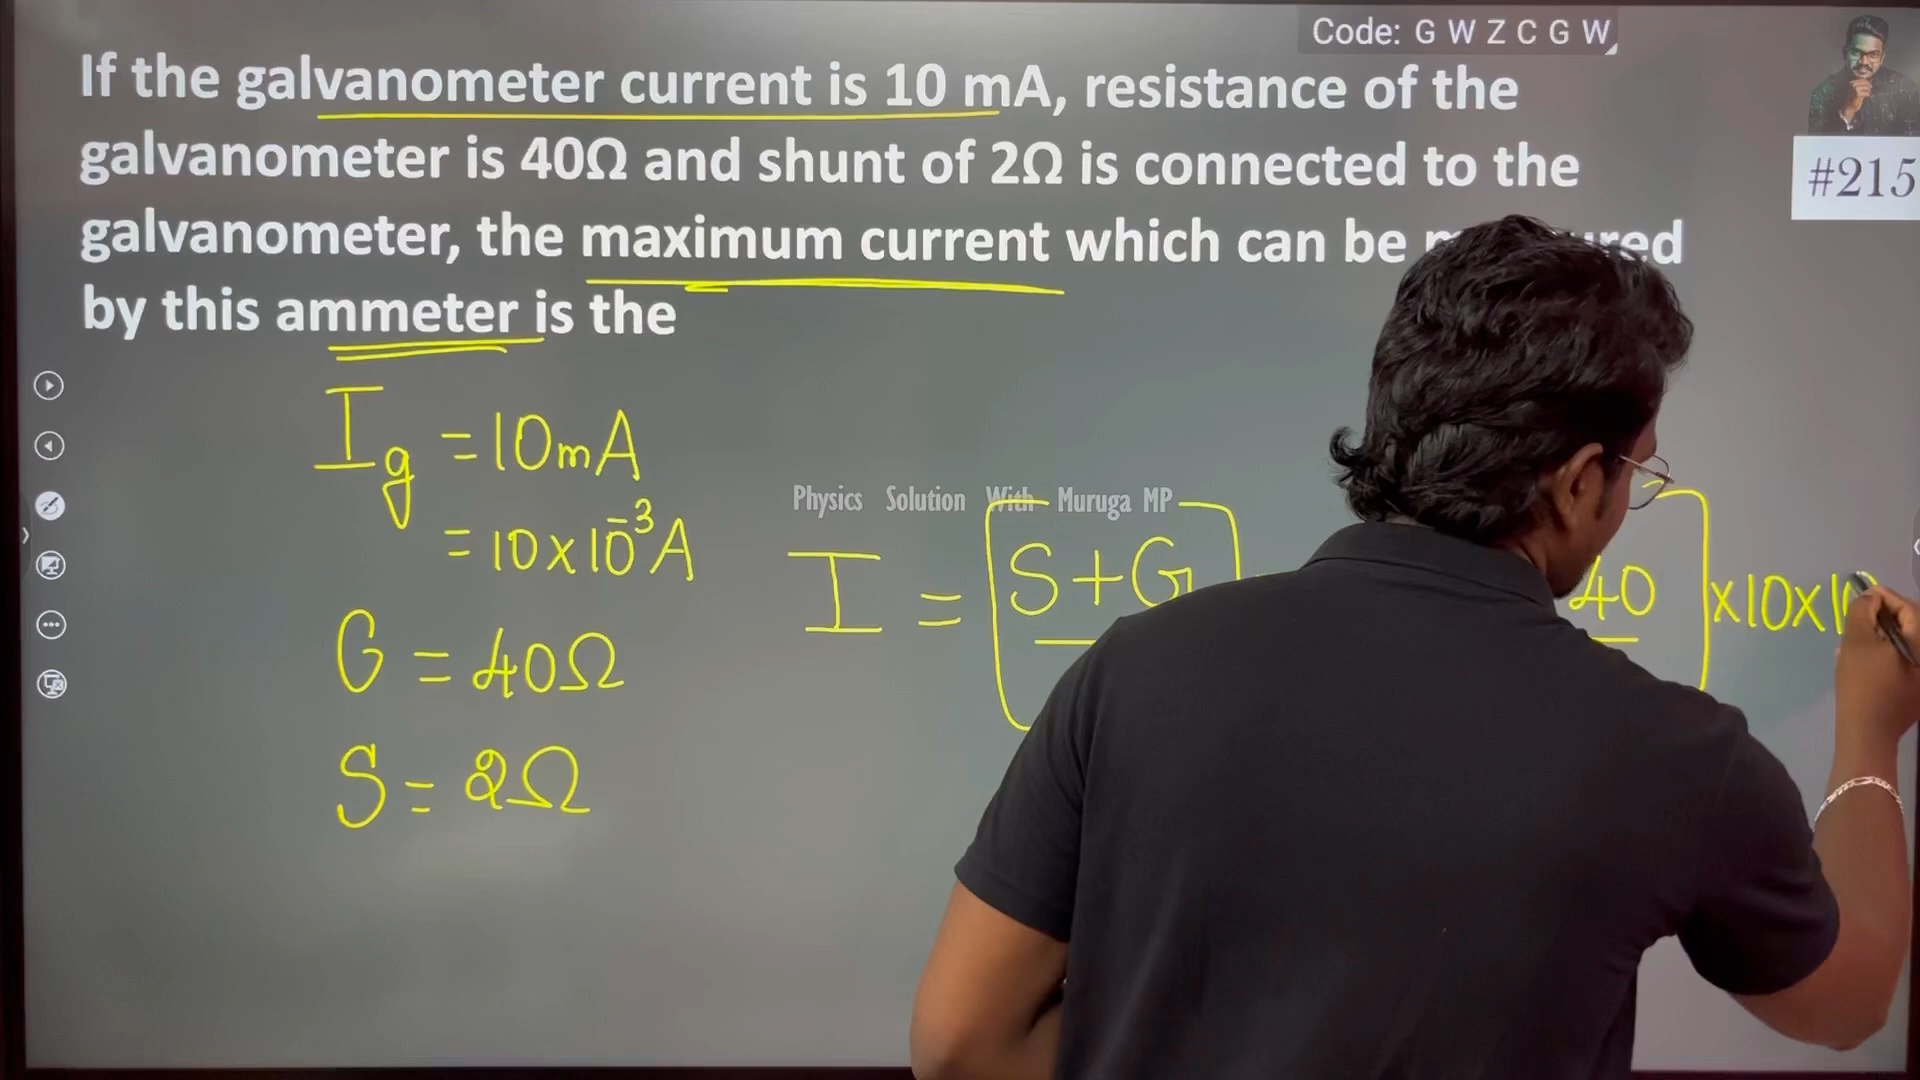 Code: G W Z C G W
If the galvanometer current is 10 mA, resistance of the
galvanometer is 40Ω and shunt of 2Ω is connected to the
galvanometer, the maximum current which can be
by this ammeter is the
#215
Ig = 10mA
= 10x10⁻³A
Physics Solution With Muruga MP
I = [S+G 40] x10x10
G = 40Ω
S = 2Ω